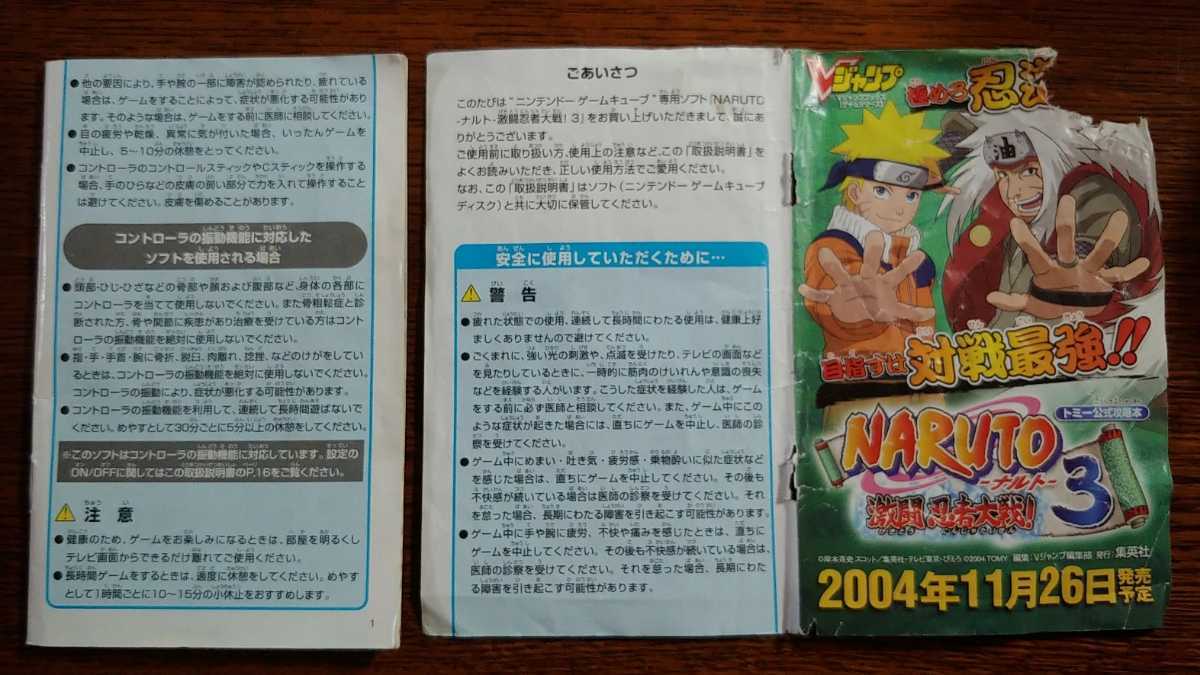 ● 他の要因により、手や腕の一部に障害が認められたり、疲れている
場合は、ゲームをすることによって、症状が悪化する可能性があり
ます。そのような場合は、ゲームをする前に医師に相談してください。
● 目の疲労や乾燥、異常に気が付いた場合、いったんゲームを
中止し、5〜10分の休憩をとってください。
● コントローラのコントロールスティックやCスティックを操作する
場合、手のひらなどの皮膚の弱い部分で力を入れて操作すること
は避けてください。皮膚を傷めることがあります。
コントローラの振動機能に対応した
ソフトを使用される場合
● 頭部・ひじ・ひざなどの骨部や顔および腹部など、身体の各部に
コントローラを当てて使用しないでください。また骨粗鬆症と診
断された方、骨や関節に疾患があり治療を受けている方はコント
ローラの振動機能を絶対に使用しないでください。
● 指・手・手首・腕に骨折、脱臼、肉離れ、捻挫、などのけがをしてい
るときは、コントローラの振動機能を絶対に使用しないでください。
コントローラの振動により、症状が悪化する可能性があります。
● コントローラの振動機能を利用して、連続して長時間遊ばないで
ください。めやすとして30分ごとに5分以上の休憩をしてください。
※このソフトはコントローラの振動機能に対応しています。設定の
ON/OFFに関してはこの取扱説明書のP.16をご覧ください。
注意
● 健康のため、ゲームをお楽しみになるときは、部屋を明るくし
テレビ画面からできるだけ離れてご使用ください。
● 長時間ゲームをするときは、適度に休憩をしてください。めやす
として1時間ごとに10〜15分の小休止をおすすめします。
1
ごあいさつ
このたびは“ニンテンドー ゲームキューブ”専用ソフト「NARUTO
-ナルト-激闘忍者大戦!3」をお買い上げいただきまして、誠にあ
りがとうございます。
ご使用前に取り扱い方、使用上の注意など、この「取扱説明書」を
よくお読みいただき、正しい使用方法でご愛用ください。
なお、この「取扱説明書」はソフト(ニンテンドー ゲームキューブ
ディスク)と共に大切に保管してください。
安全に使用していただくために…
警告
● 疲れた状態での使用、連続して長時間にわたる使用は、健康上好
ましくありませんので避けてください。
● ごくまれに、強い光の刺激や、点滅を受けたり、テレビの画面など
を見たりしているときに、一時的に筋肉のけいれんや意識の喪失
などを経験する人がいます。こうした症状を経験した人は、ゲーム
をする前に必ず医師と相談してください。また、ゲーム中にこの
ような症状が起きた場合には、直ちにゲームを中止し、医師の診
察を受けてください。
● ゲーム中にめまい・吐き気・疲労感・乗物酔いに似た症状など
を感じた場合は、直ちにゲームを中止してください。その後も
不快感が続いている場合は医師の診察を受けてください。それ
を怠った場合、長期にわたる障害を引き起こす可能性があります。
● ゲーム中に手や腕に疲労、不快や痛みを感じたときは、直ちに
ゲームを中止してください。その後も不快感が続いている場合は、
医師の診察を受けてください。それを怠った場合、長期にわた
る障害を引き起こす可能性があります。
Vジャンプ
極めろ 忍
油
目指すは対戦最強!!
トミー公式攻略本
NARUTO
-ナルト-
激闘忍者大戦! 3
©岸本斉史 スコット/集英社・テレビ東京・ぴえろ ©2004 TOMY 編集:Vジャンプ編集部 発行:集英社
2004年11月26日 発売予定